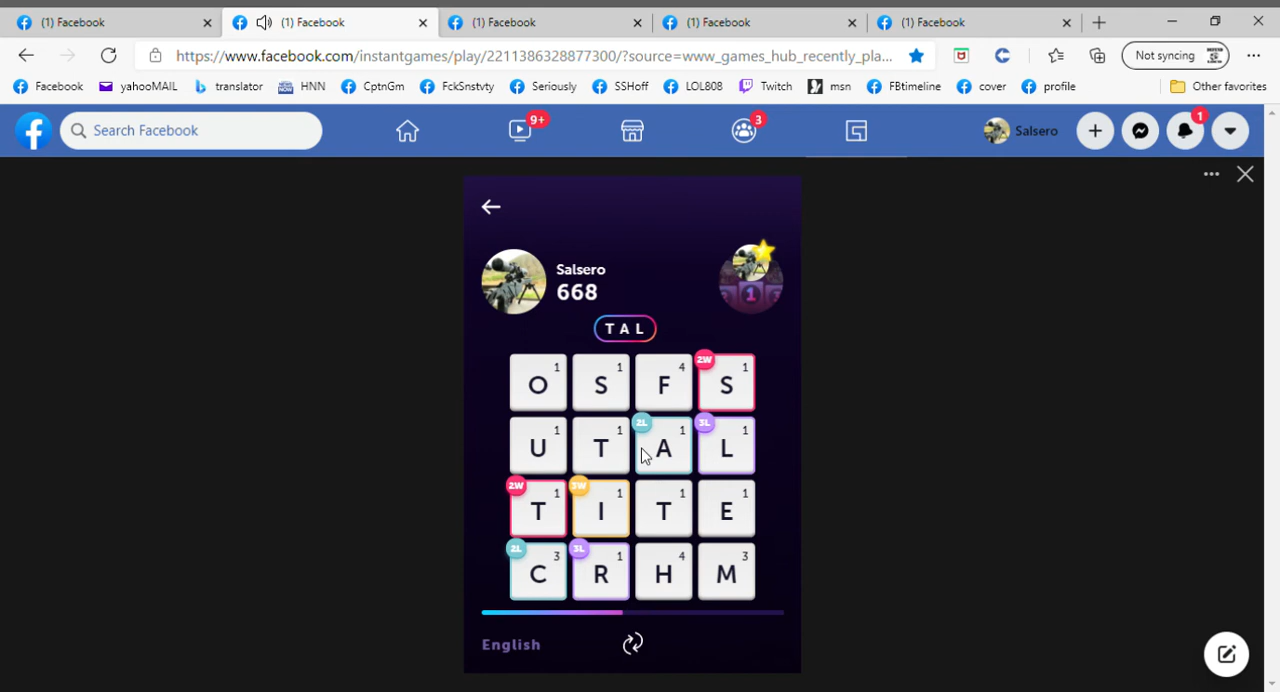 (1) Facebook (1) Facebook (1) Facebook (1) Facebook (1) Facebook
https://www.facebook.com/instantgames/play/2211386328877300/?source=www_games_hub_recently_pla... Not syncing
Facebook yahooMAIL translator HNN CptnGm FckSnstvty Seriously SSHoff LOL808 Twitch msn FBtimeline cover profile Other favorites
Search Facebook 9+ 3 Salsero 1
Salsero
668
1
TAL
O 1 S 1 F 4 2W S 1
U 1 T 1 2L A 1 3L L 1
2W T 1 3W I 1 T 1 E 1
2L C 3 3L R 1 H 4 M 3
English